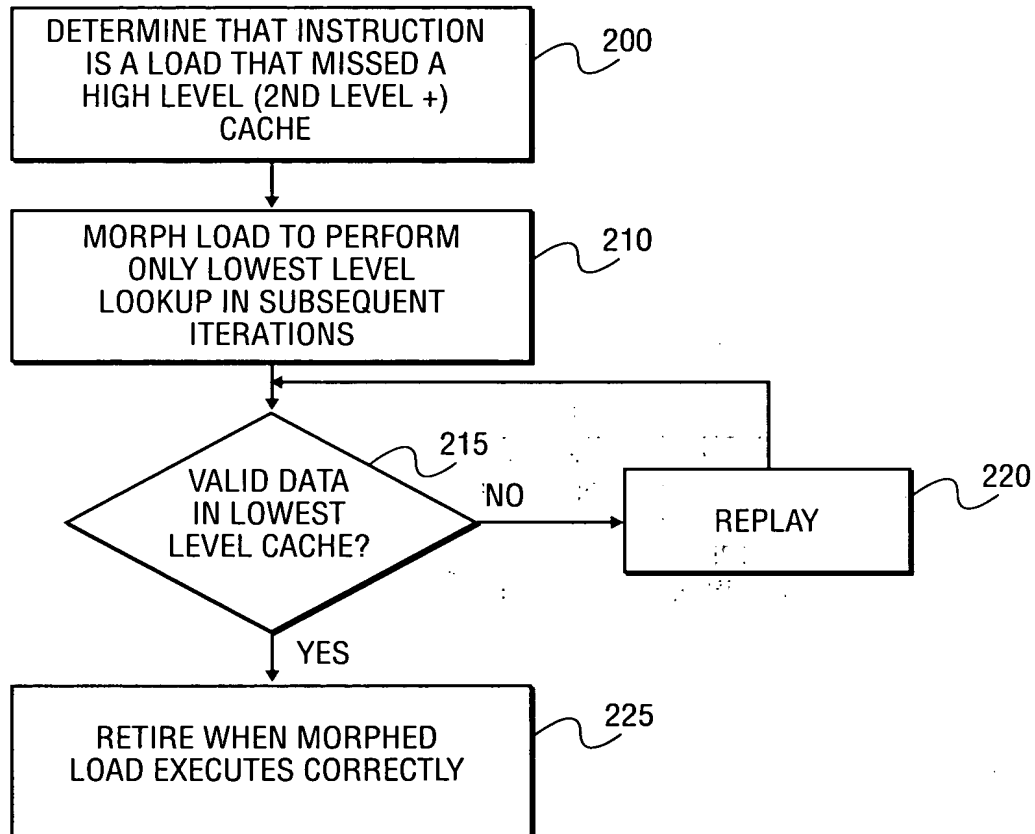 DETERMINE THAT INSTRUCTION
IS A LOAD THAT MISSED A
HIGH LEVEL (2ND LEVEL +)
CACHE
200
MORPH LOAD TO PERFORM
ONLY LOWEST LEVEL
LOOKUP IN SUBSEQUENT
ITERATIONS
210
VALID DATA
IN LOWEST
LEVEL CACHE?
215
NO
REPLAY
220
YES
RETIRE WHEN MORPHED
LOAD EXECUTES CORRECTLY
225